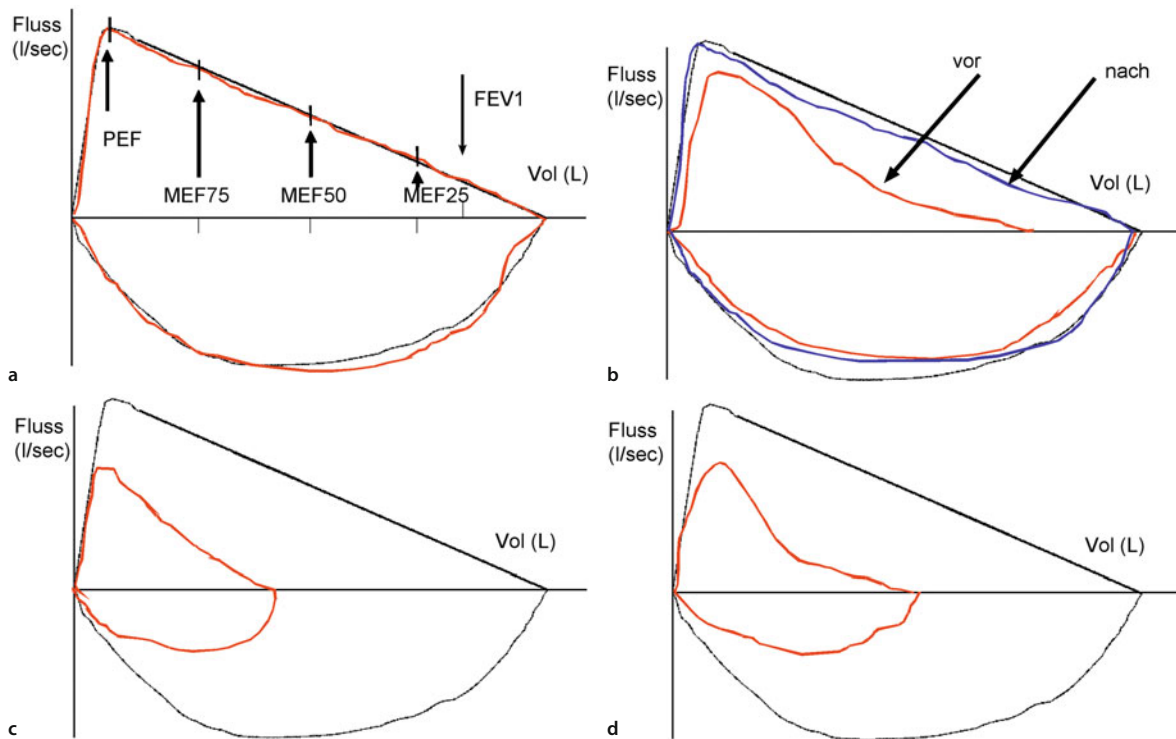 Fluss
(l/sec)
PEF
MEF75
MEF50
MEF25
FEV1
Vol (L)
a
Fluss
(l/sec)
vor
nach
Vol (L)
b
Fluss
(l/sec)
Vol (L)
c
Fluss
(l/sec)
Vol (L)
d